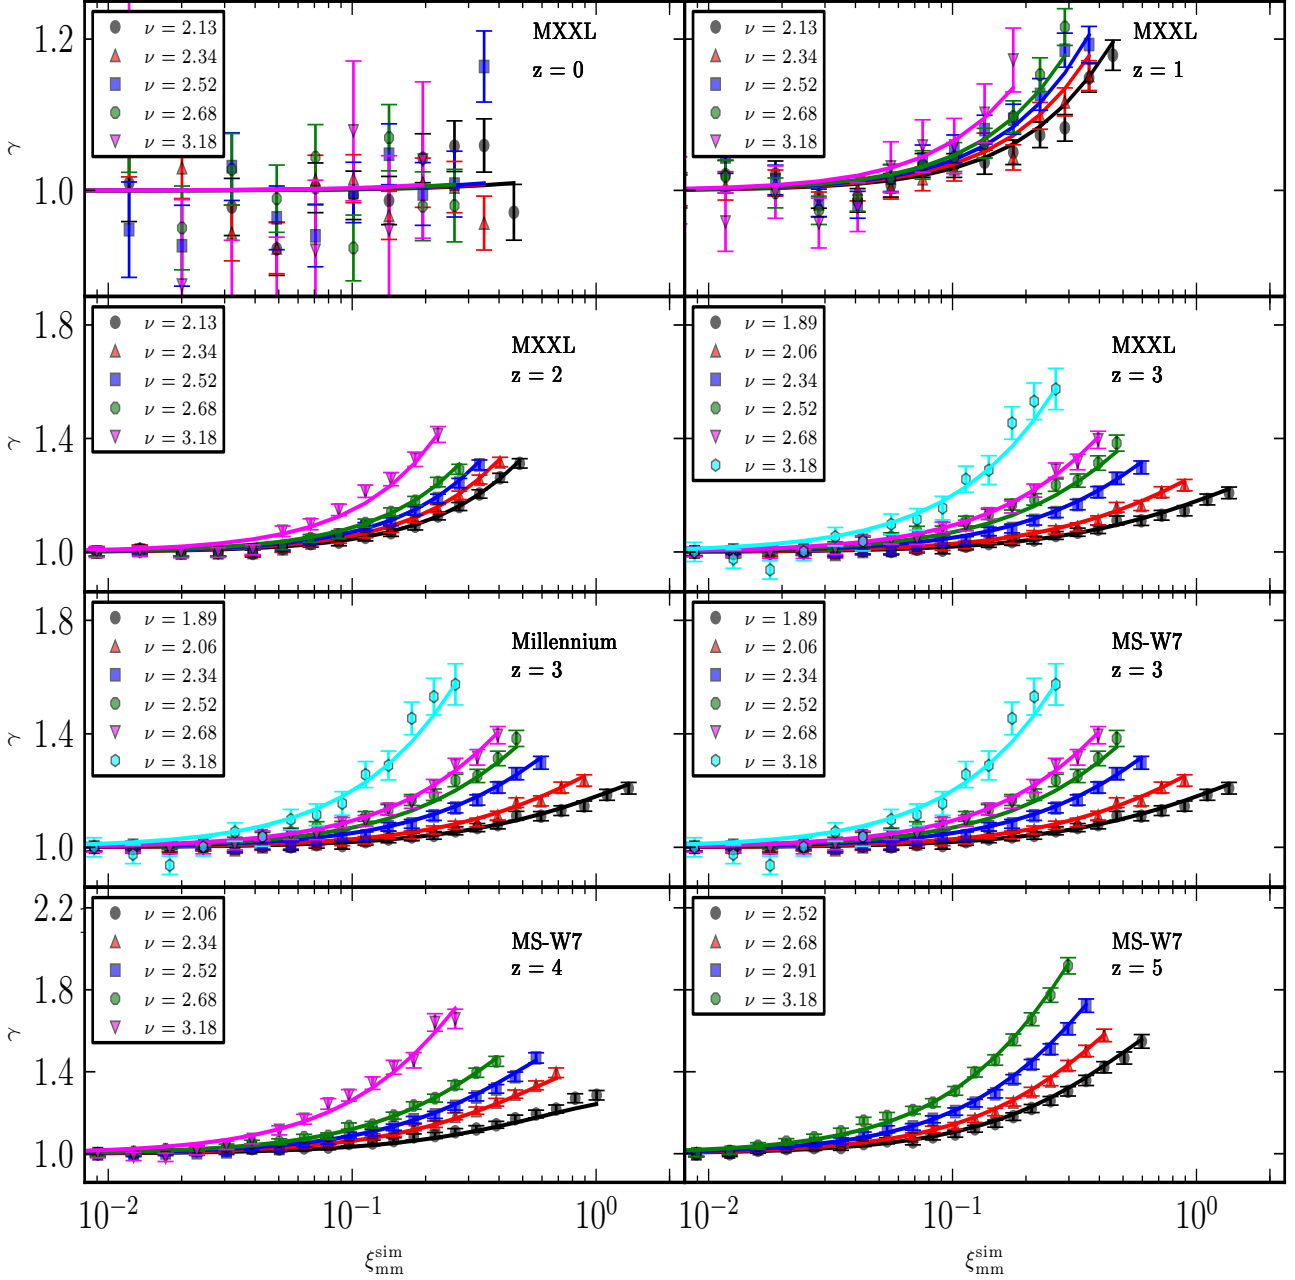 1.2
1.0
γ
ν = 2.13
ν = 2.34
ν = 2.52
ν = 2.68
ν = 3.18
MXXL
z = 0
ν = 2.13
ν = 2.34
ν = 2.52
ν = 2.68
ν = 3.18
MXXL
z = 1
1.8
1.4
1.0
γ
ν = 2.13
ν = 2.34
ν = 2.52
ν = 2.68
ν = 3.18
MXXL
z = 2
ν = 1.89
ν = 2.06
ν = 2.34
ν = 2.52
ν = 2.68
ν = 3.18
MXXL
z = 3
1.8
1.4
1.0
γ
ν = 1.89
ν = 2.06
ν = 2.34
ν = 2.52
ν = 2.68
ν = 3.18
Millennium
z = 3
ν = 1.89
ν = 2.06
ν = 2.34
ν = 2.52
ν = 2.68
ν = 3.18
MS-W7
z = 3
2.2
1.8
1.4
1.0
γ
ν = 2.06
ν = 2.34
ν = 2.52
ν = 2.68
ν = 3.18
MS-W7
z = 4
ν = 2.52
ν = 2.68
ν = 2.91
ν = 3.18
MS-W7
z = 5
10⁻² 10⁻¹ 10⁰ 10⁻² 10⁻¹ 10⁰
ξ_mm^sim ξ_mm^sim